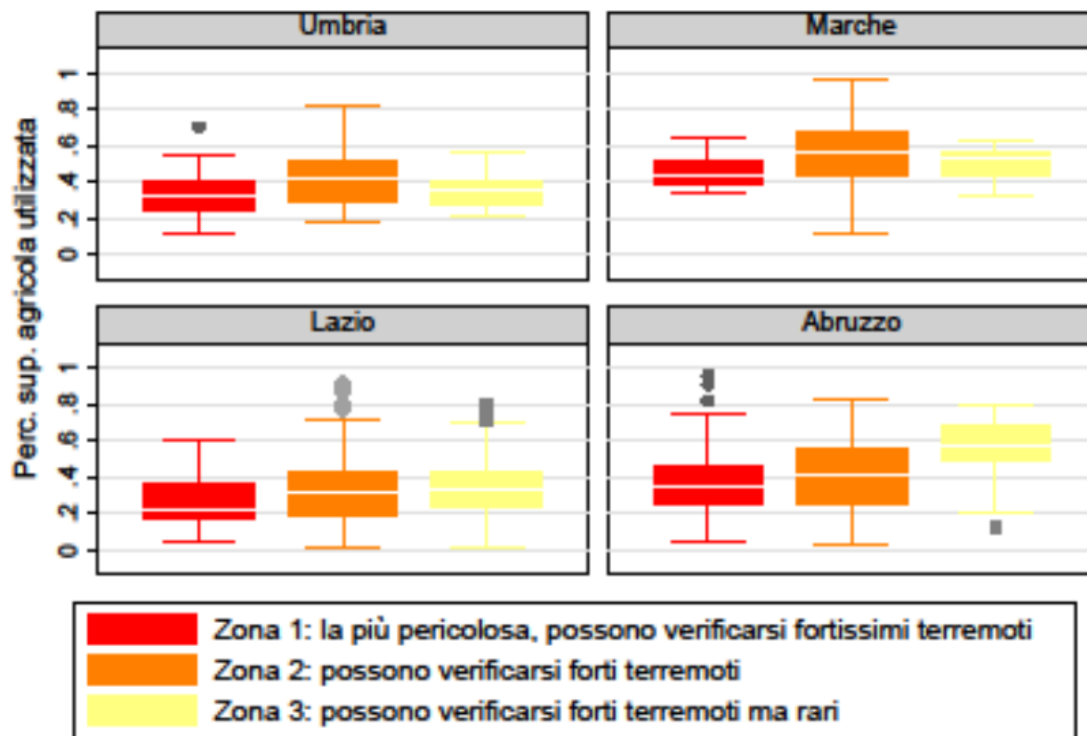 Umbria
Marche
Perc. sup. agricola utilizzata
1
.8
.6
.4
.2
0
Lazio
Abruzzo
1
.8
.6
.4
.2
0
Zona 1: la più pericolosa, possono verificarsi fortissimi terremoti
Zona 2: possono verificarsi forti terremoti
Zona 3: possono verificarsi forti terremoti ma rari